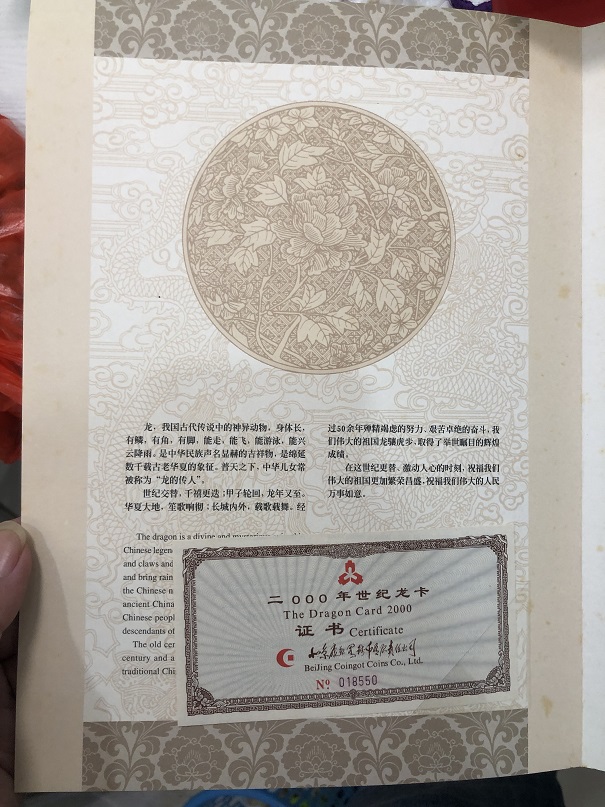 龙，我国古代传说中的神异动物，身体长，
有鳞，有角，有脚，能走，能飞，能游泳，能兴
云降雨。是中华民族声名显赫的吉祥物，是绵延
数千载古老华夏的象征。普天之下，中华儿女常
被称为“龙的传人”。
世纪交替，千禧更迭；甲子轮回，龙年又至。
华夏大地，笙歌响彻；长城内外，载歌载舞。经
过50余年殚精竭虑的努力、艰苦卓绝的奋斗，我
们伟大的祖国龙骧虎步，取得了举世瞩目的辉煌
成绩。
在这世纪更替、激动人心的时刻，祝福我们
伟大的祖国更加繁荣昌盛，祝福我们伟大的人民
万事如意。
The dragon is a divine and
Chinese legen
and claws and
and bring rain
the Chinese n
ancient China
Chinese people
descendants of
The old cer
century and a
traditional Chi
二000年世纪龙卡
The Dragon Card 2000
证书 Certificate
BeiJing Coingot Coins Co., Ltd.
No 018550